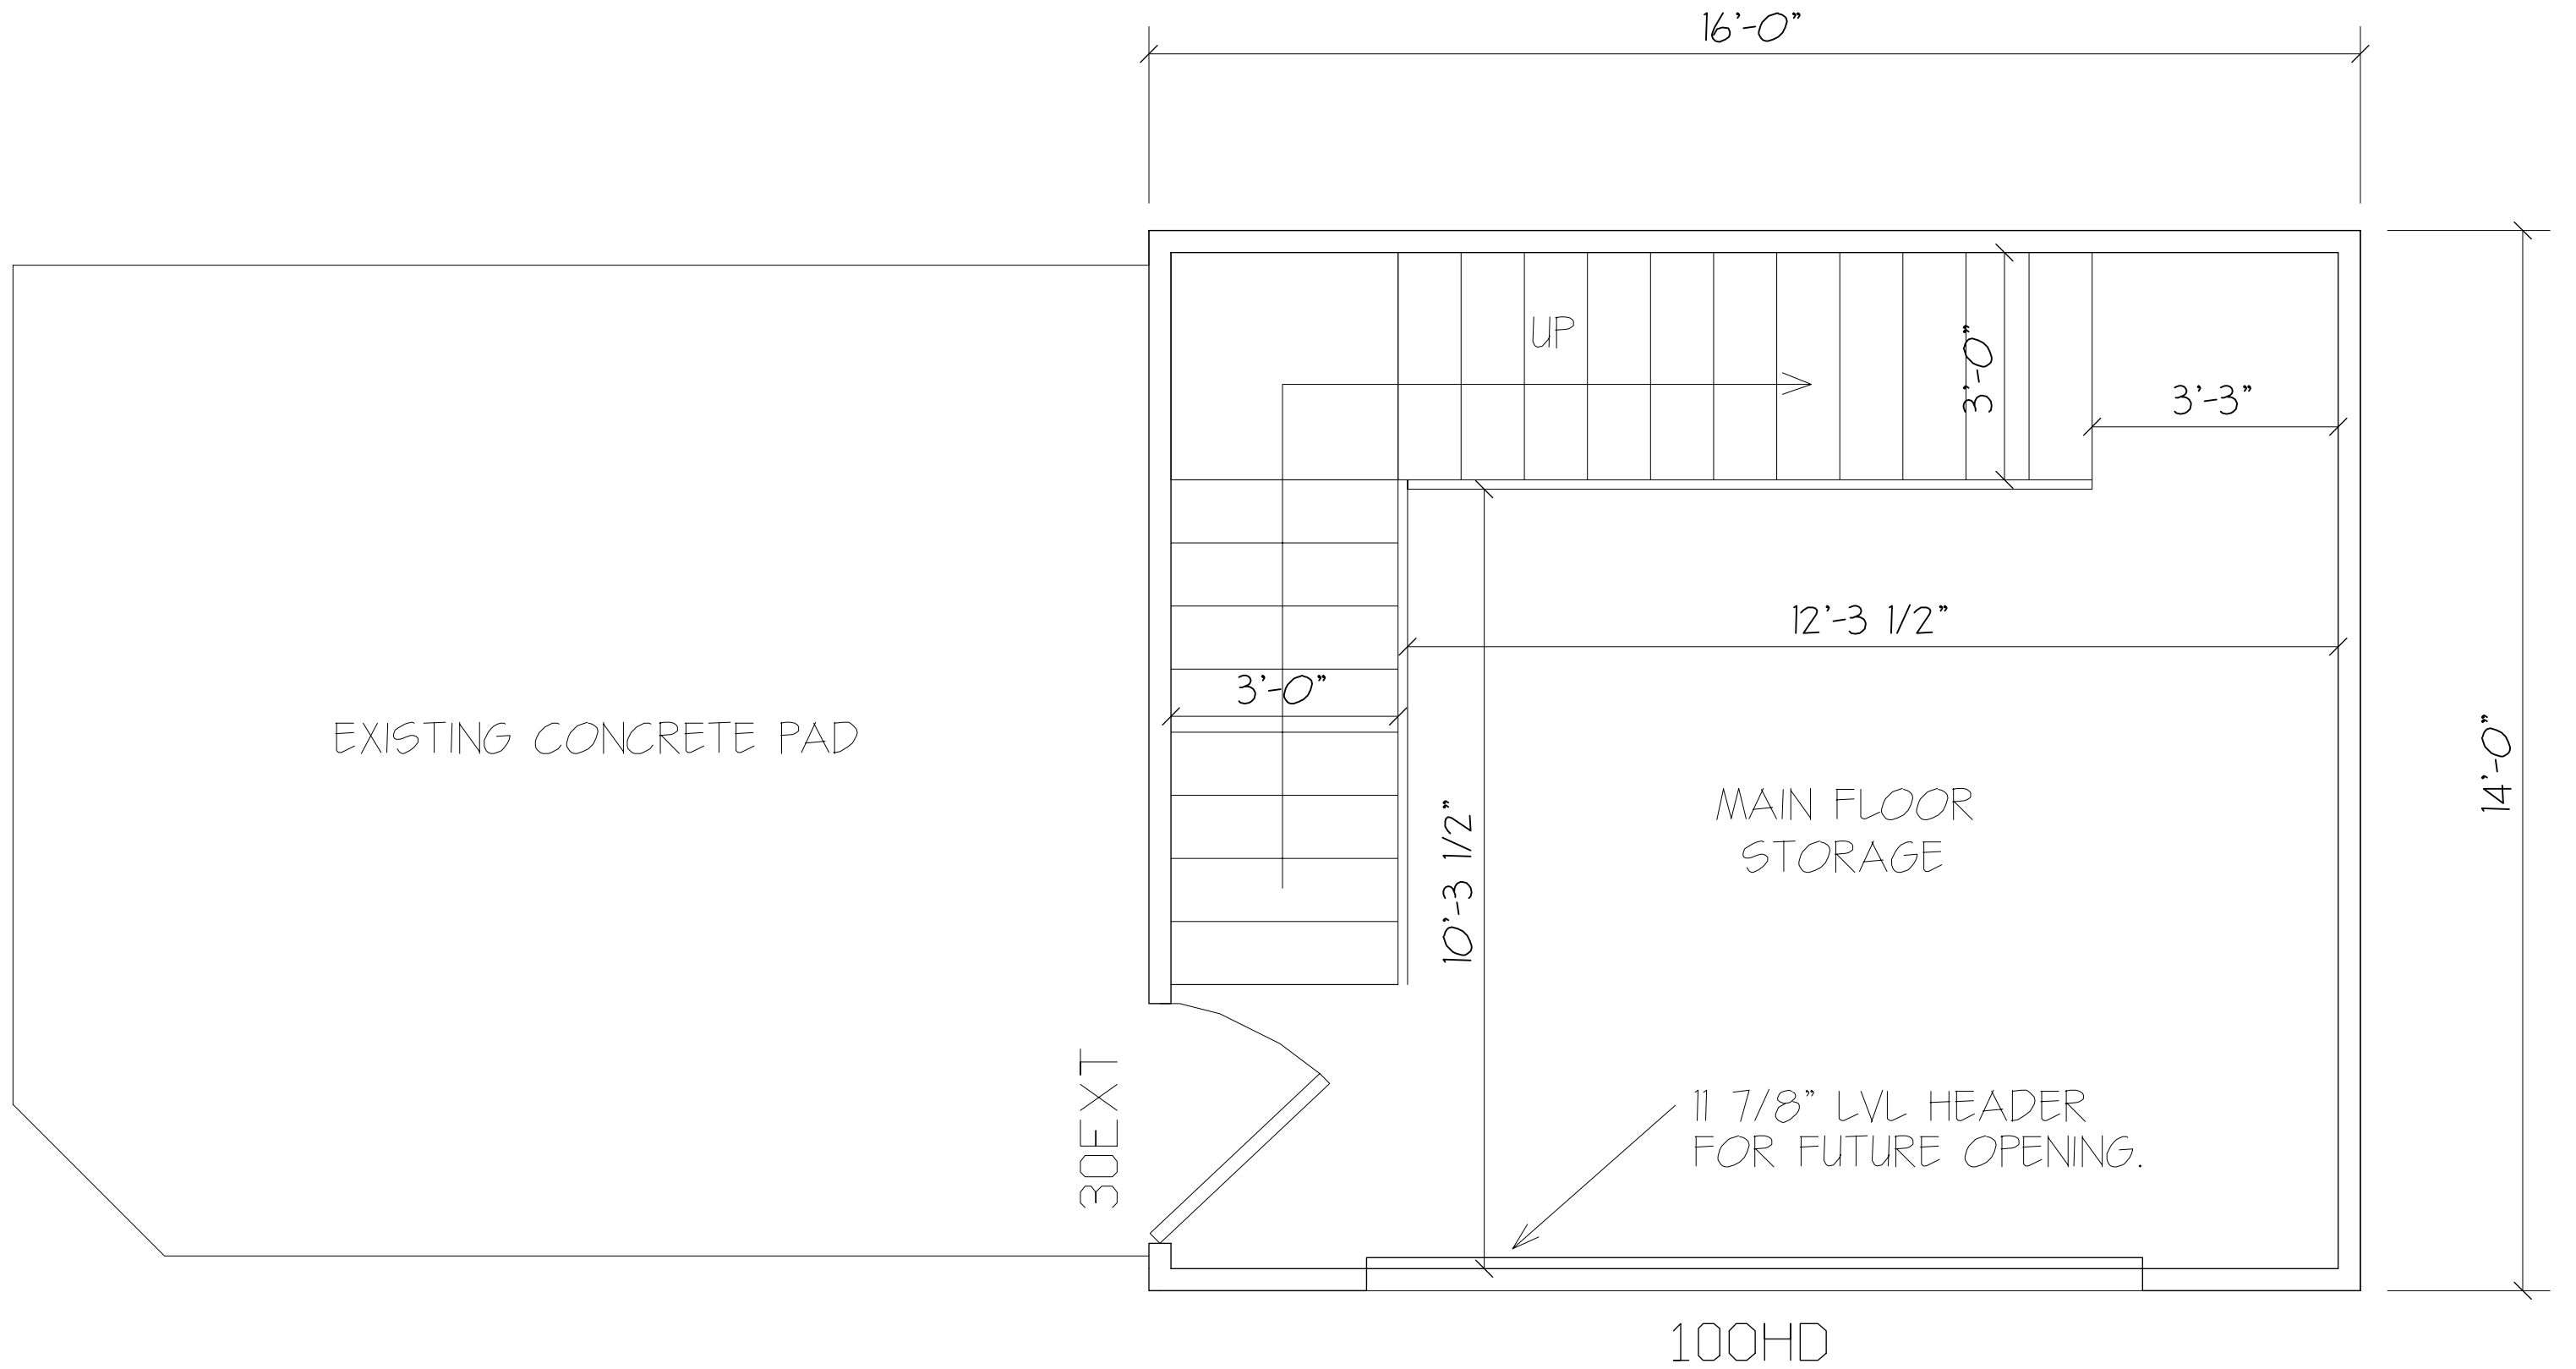 16'-0"
UP
3'-0"
3'-3"
12'-3 1/2"
3'-0"
EXISTING CONCRETE PAD
14'-0"
MAIN FLOOR
STORAGE
10'-3 1/2"
30EXT
11 7/8" LVL HEADER
FOR FUTURE OPENING.
100HD